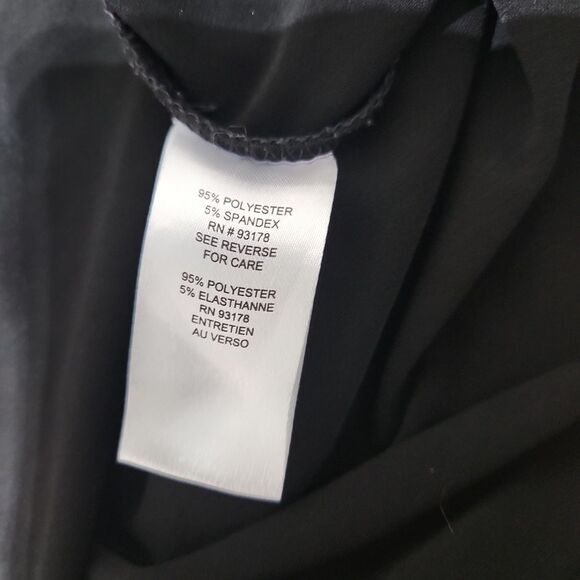 95% POLYESTER
5% SPANDEX
RN # 93178
SEE REVERSE
FOR CARE
95% POLYESTER
5% ELASTHANNE
RN 93178
ENTRETIEN
AU VERSO